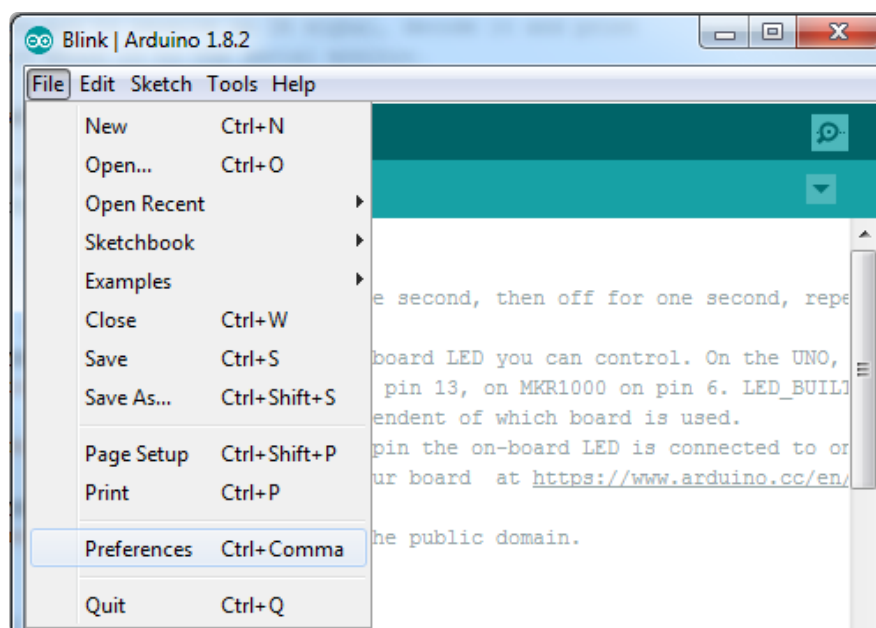 Blink | Arduino 1.8.2
File Edit Sketch Tools Help
New Ctrl+N
Open... Ctrl+O
Open Recent
Sketchbook
Examples
Close Ctrl+W
Save Ctrl+S
Save As... Ctrl+Shift+S
Page Setup Ctrl+Shift+P
Print Ctrl+P
Preferences Ctrl+Comma
Quit Ctrl+Q
e second, then off for one second, repe
board LED you can control. On the UNO,
pin 13, on MKR1000 on pin 6. LED_BUILT
endent of which board is used.
pin the on-board LED is connected to on
ur board at https://www.arduino.cc/en/
he public domain.